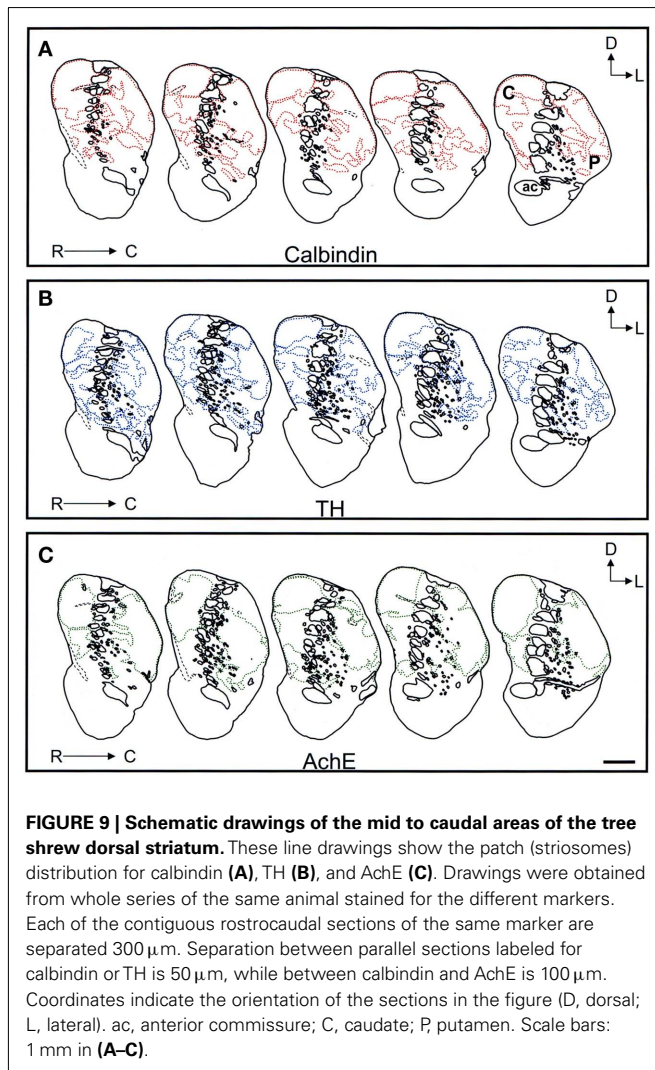 A
D
L
C
P
ac
R C
Calbindin
B
D
L
R C
TH
C
D
L
R C
AchE
FIGURE 9 | Schematic drawings of the mid to caudal areas of the tree
shrew dorsal striatum. These line drawings show the patch (striosomes)
distribution for calbindin (A), TH (B), and AchE (C). Drawings were obtained
from whole series of the same animal stained for the different markers.
Each of the contiguous rostrocaudal sections of the same marker are
separated 300 μm. Separation between parallel sections labeled for
calbindin or TH is 50 μm, while between calbindin and AchE is 100 μm.
Coordinates indicate the orientation of the sections in the figure (D, dorsal;
L, lateral). ac, anterior commissure; C, caudate; P, putamen. Scale bars:
1 mm in (A–C).